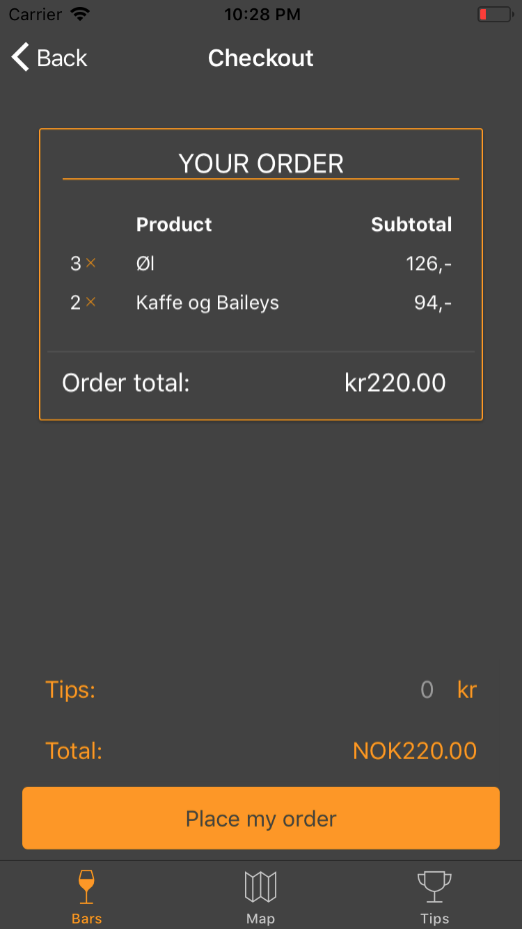 Carrier 10:28 PM
Back Checkout
YOUR ORDER
Product Subtotal
3 × Øl 126,-
2 × Kaffe og Baileys 94,-
Order total: kr220.00
Tips: 0 kr
Total: NOK220.00
Place my order
Bars Map Tips